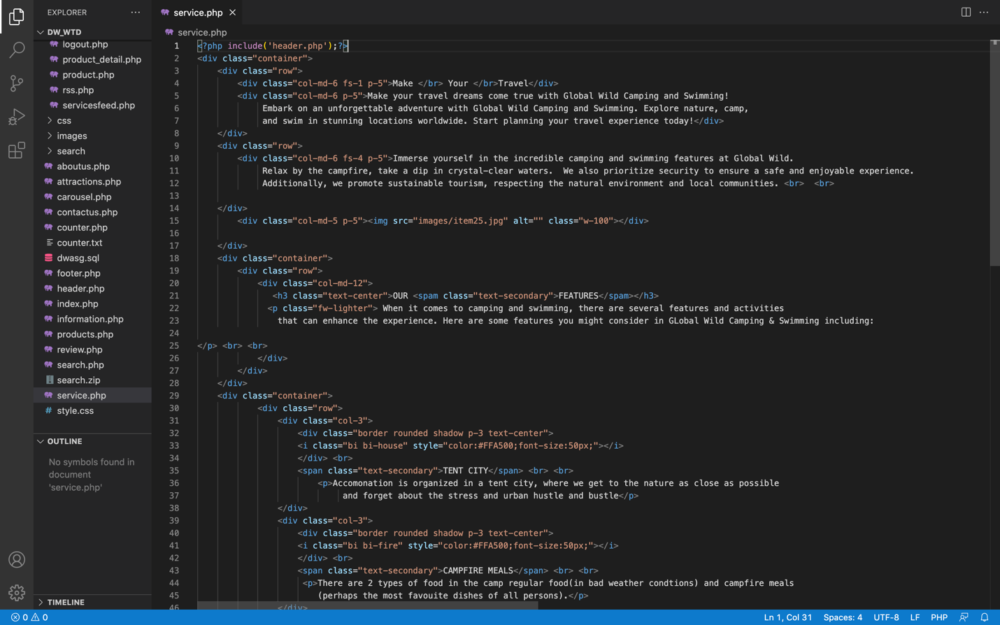 EXPLORER
DW_WTD
logout.php
product_detail.php
product.php
rss.php
servicesfeed.php
css
images
search
aboutus.php
attractions.php
carousel.php
contactus.php
counter.php
counter.txt
dwasg.sql
footer.php
header.php
index.php
information.php
products.php
review.php
search.php
search.zip
service.php
# style.css
OUTLINE
No symbols found in
document
'service.php'
TIMELINE
service.php
service.php
1 <?php include('header.php');?>
2 <div class="container">
3 <div class="row">
4 <div class="col-md-6 fs-1 p-5">Make </br> Your </br>Travel</div>
5 <div class="col-md-6 p-5">Make your travel dreams come true with Global Wild Camping and Swimming!
6 Embark on an unforgettable adventure with Global Wild Camping and Swimming. Explore nature, camp,
7 and swim in stunning locations worldwide. Start planning your travel experience today!</div>
8 </div>
9 <div class="row">
10 <div class="col-md-6 fs-4 p-5">Immerse yourself in the incredible camping and swimming features at Global Wild.
11 Relax by the campfire, take a dip in crystal-clear waters.  We also prioritize security to ensure a safe and enjoyable experience.
12 Additionally, we promote sustainable tourism, respecting the natural environment and local communities. <br>  <br>
13
14 </div>
15 <div class="col-md-5 p-5"><img src="images/item25.jpg" alt="" class="w-100"></div>
16
17 </div>
18 <div class="container">
19 <div class="row">
20 <div class="col-md-12">
21 <h3 class="text-center">OUR <spam class="text-secondary">FEATURES</spam></h3>
22 <p class="fw-lighter"> When it comes to camping and swimming, there are several features and activities
23 that can enhance the experience. Here are some features you might consider in GLobal Wild Camping & Swimming including:
24
25 </p> <br> <br>
26 </div>
27 </div>
28 </div>
29 <div class="container">
30 <div class="row">
31 <div class="col-3">
32 <div class="border rounded shadow p-3 text-center">
33 <i class="bi bi-house" style="color:#FFA500;font-size:50px;"></i>
34 </div> <br>
35 <span class="text-secondary">TENT CITY</span> <br> <br>
36 <p>Accomonation is organized in a tent city, where we get to the nature as close as possible
37 and forget about the stress and urban hustle and bustle</p>
38 </div>
39 <div class="col-3">
40 <div class="border rounded shadow p-3 text-center">
41 <i class="bi bi-fire" style="color:#FFA500;font-size:50px;"></i>
42 </div> <br>
43 <span class="text-secondary">CAMPFIRE MEALS</span> <br> <br>
44 <p>There are 2 types of food in the camp regular food(in bad weather condtions) and campfire meals
45 (perhaps the most favouite dishes of all persons).</p>
46 </div>
0 0
Ln 1, Col 31 Spaces: 4 UTF-8 LF PHP